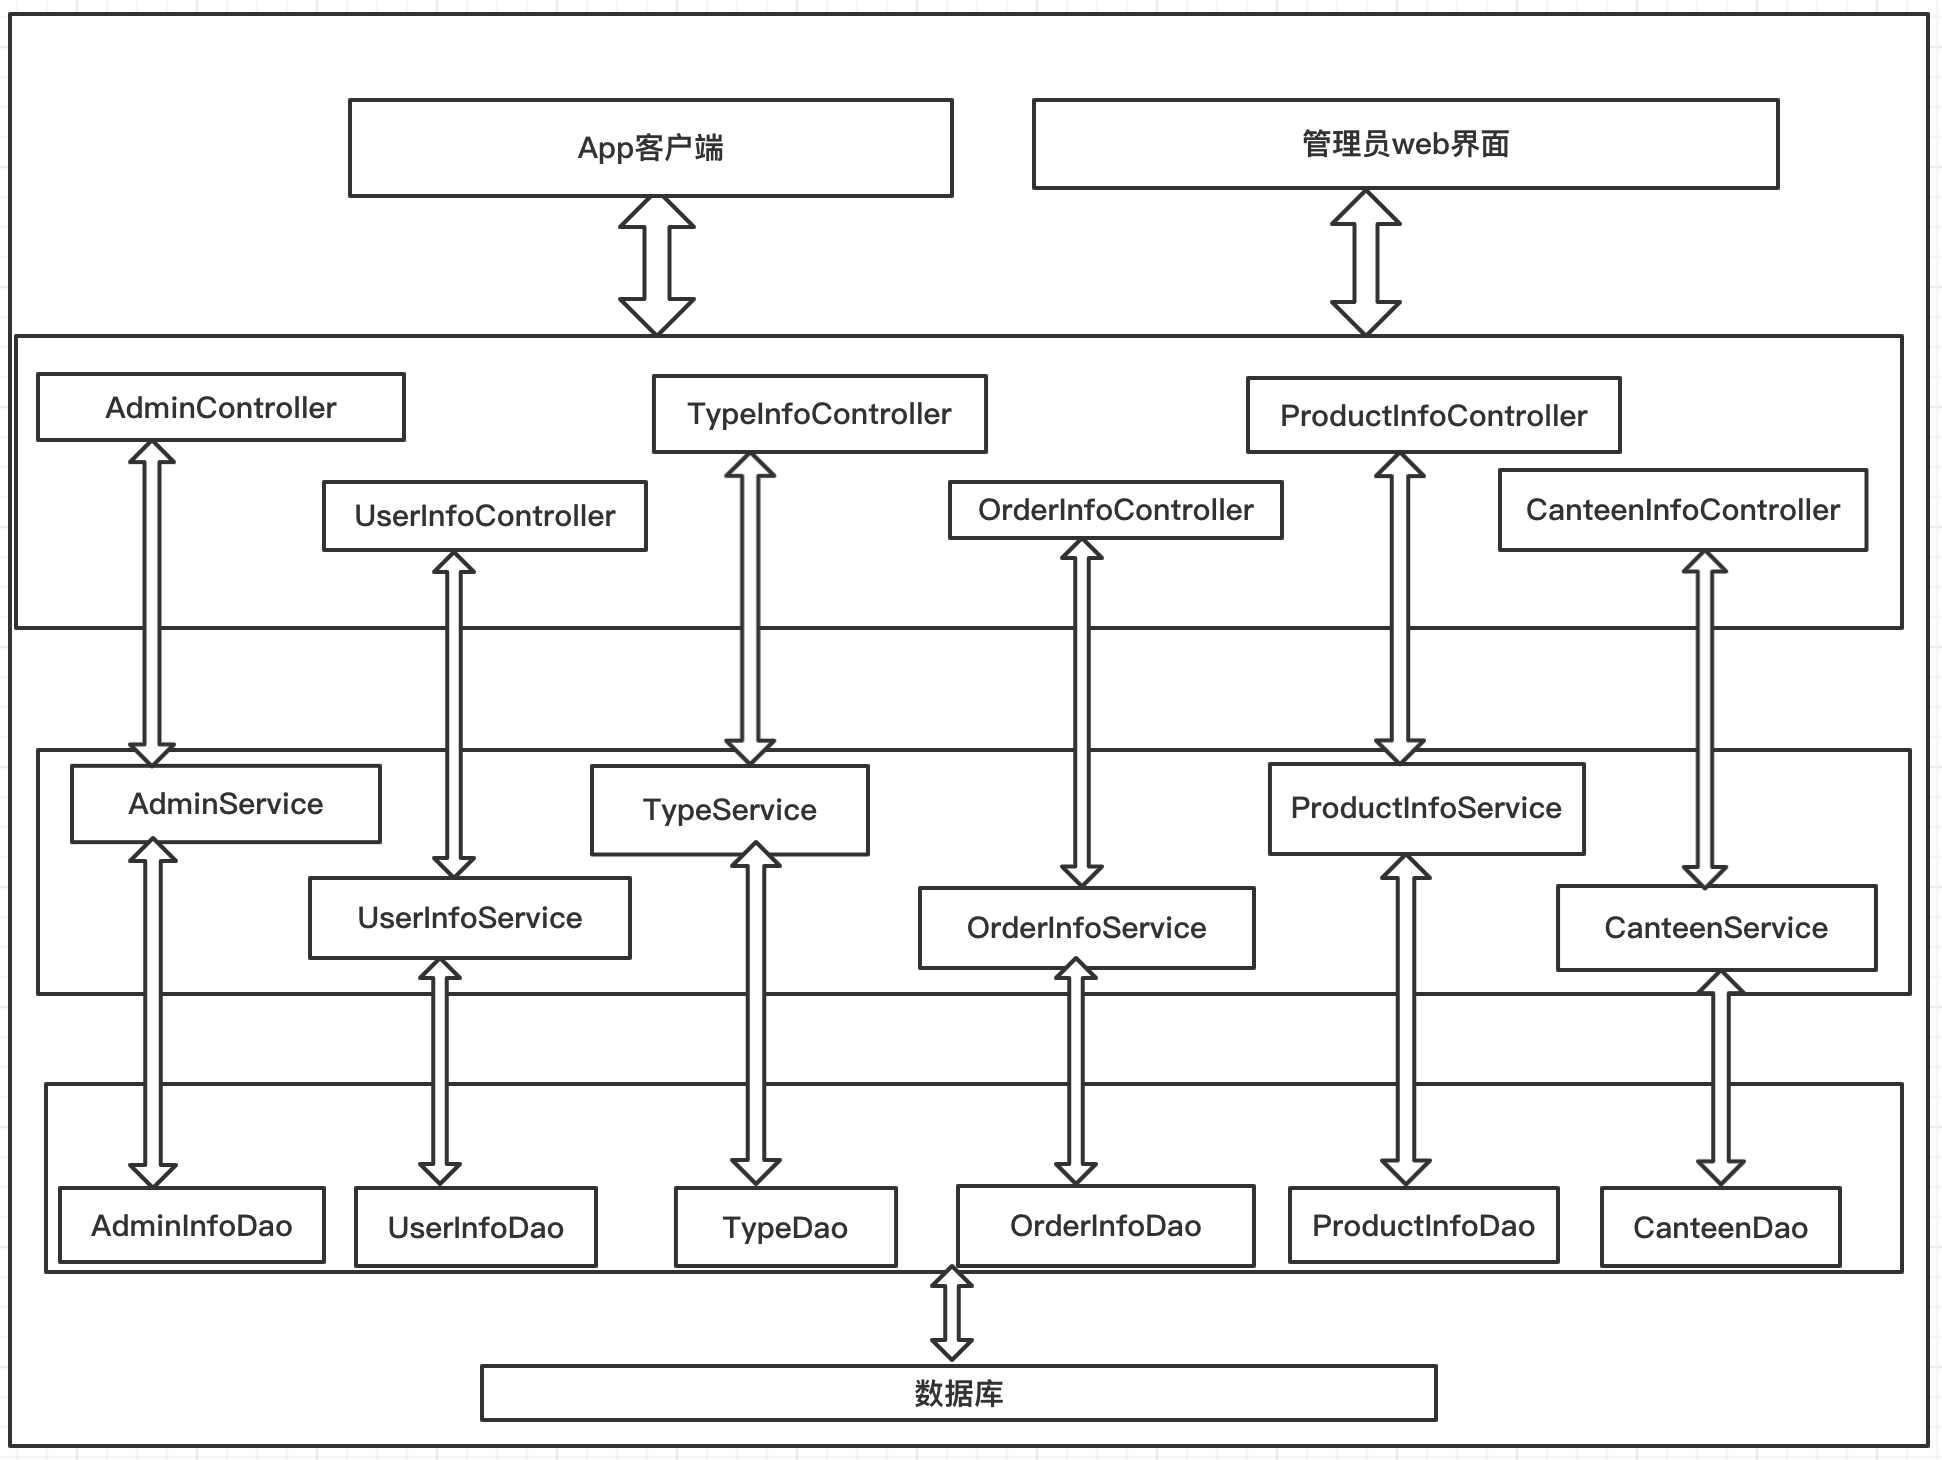 App客户端
管理员web界面
AdminController
TypeInfoController
ProductInfoController
UserInfoController
OrderInfoController
CanteenInfoController
AdminService
TypeService
ProductInfoService
UserInfoService
OrderInfoService
CanteenService
AdminInfoDao
UserInfoDao
TypeDao
OrderInfoDao
ProductInfoDao
CanteenDao
数据库